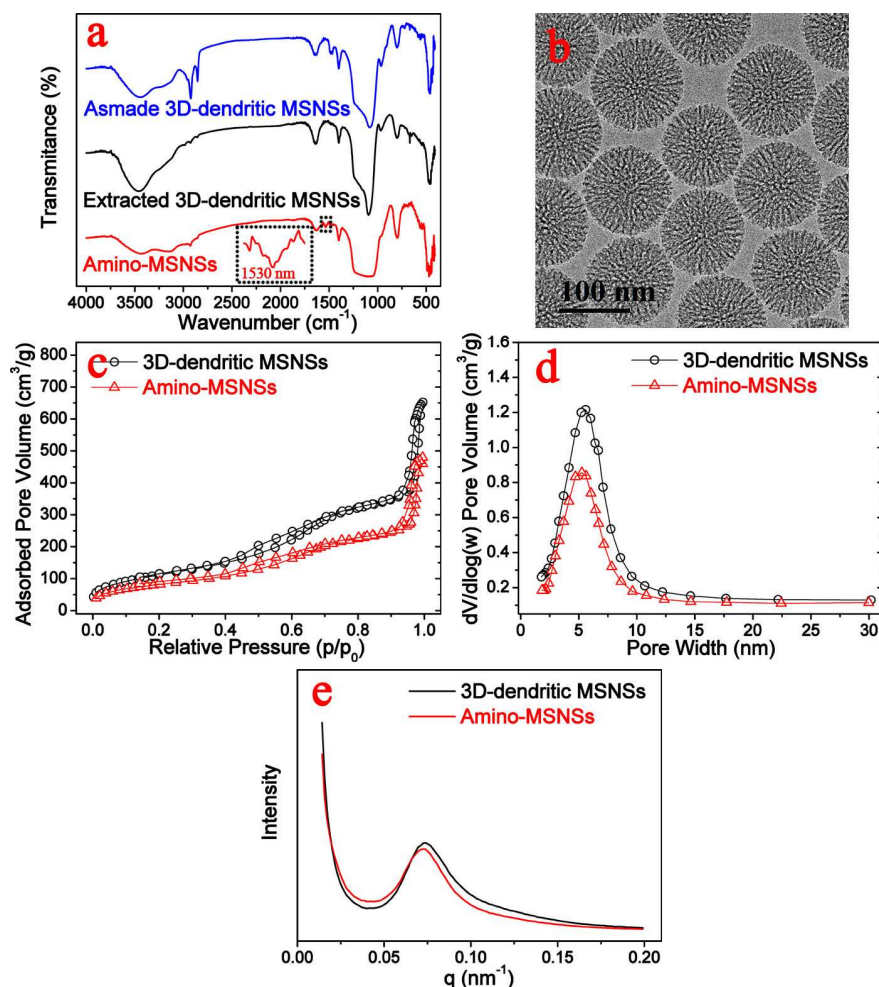 a
Transmitance (%)
Asmade 3D-dendritic MSNSs
Extracted 3D-dendritic MSNSs
Amino-MSNSs
1530 nm
4000 3500 3000 2500 2000 1500 1000 500
Wavenumber (cm⁻¹)
b
100 nm
c
3D-dendritic MSNSs
Amino-MSNSs
Adsorbed Pore Volume (cm³/g)
800
700
600
500
400
300
200
100
0
0.0 0.2 0.4 0.6 0.8 1.0
Relative Pressure (p/p₀)
d
3D-dendritic MSNSs
Amino-MSNSs
dV/dlog(w) Pore Volume (cm³/g)
1.6
1.4
1.2
1.0
0.8
0.6
0.4
0.2
0 5 10 15 20 25 30
Pore Width (nm)
e
3D-dendritic MSNSs
Amino-MSNSs
Intensity
0.00 0.05 0.10 0.15 0.20
q (nm⁻¹)